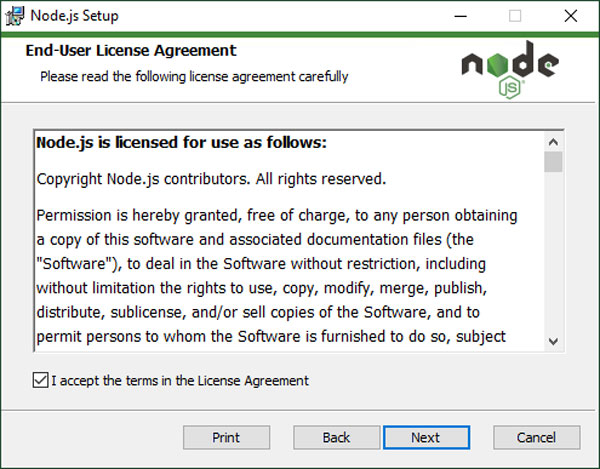 Node.js Setup
End-User License Agreement
Please read the following license agreement carefully
node
JS
Node.js is licensed for use as follows:
Copyright Node.js contributors. All rights reserved.
Permission is hereby granted, free of charge, to any person obtaining
a copy of this software and associated documentation files (the
"Software"), to deal in the Software without restriction, including
without limitation the rights to use, copy, modify, merge, publish,
distribute, sublicense, and/or sell copies of the Software, and to
permit persons to whom the Software is furnished to do so, subject
I accept the terms in the License Agreement
Print
Back
Next
Cancel